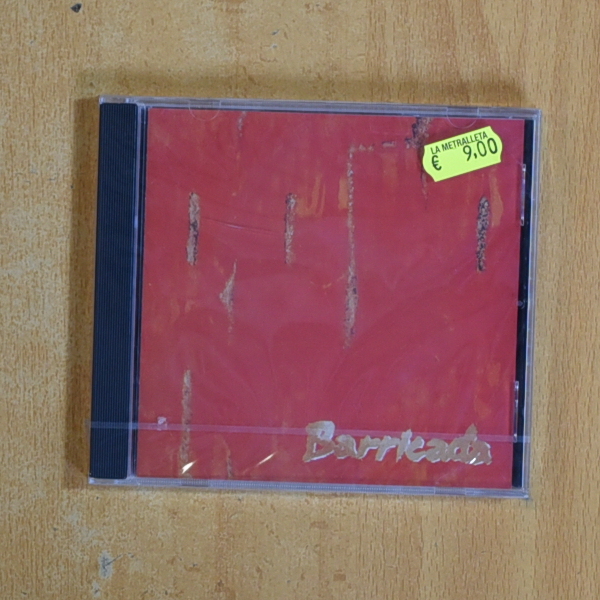 LA METRALLETA
€ 9,00
Barricada